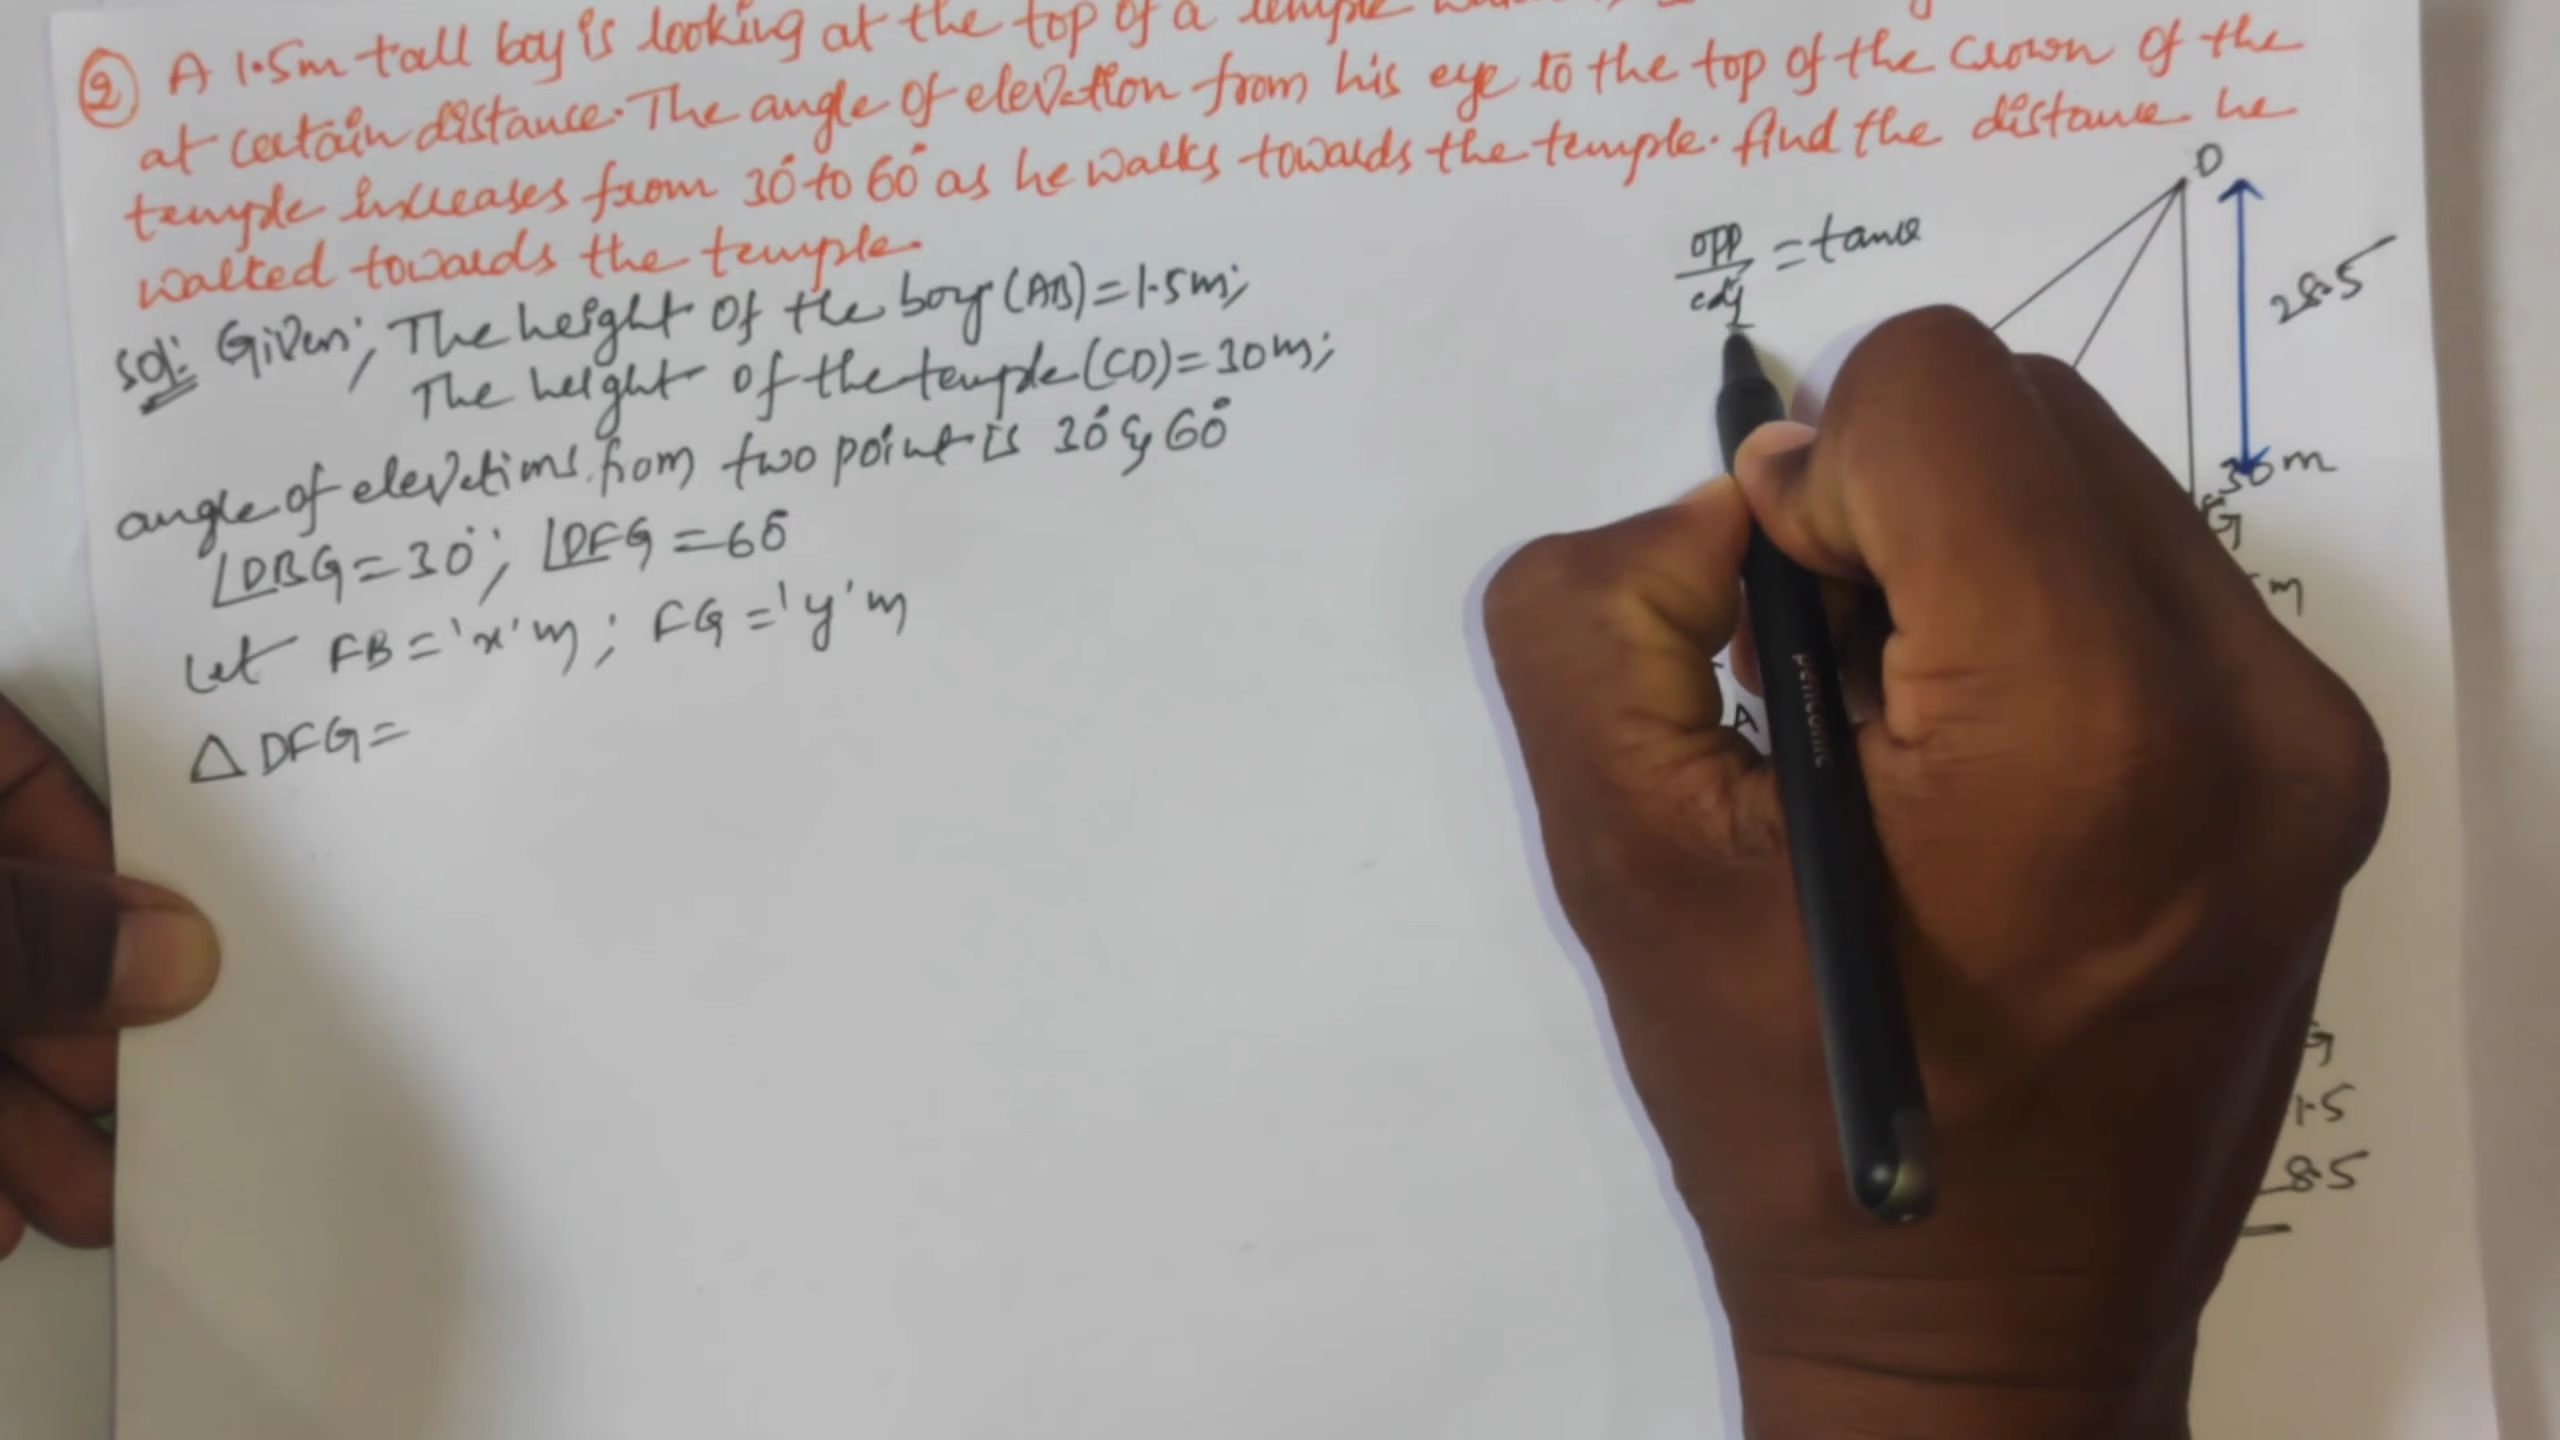 ② A 1.5m tall boy is looking at the top of a temple
at certain distance. The angle of elevation from his eye to the top of the crown of the
temple increases from 30° to 60° as he walks towards the temple. find the distance he
walked towards the temple.
Sol: Given; The height of the boy (AB) = 1.5m;
The height of the temple (CD) = 30m;
angle of elevations from two point is 30° & 60°
∠DBG = 30°; ∠DFG = 60°
Let FB = 'x' m; FG = 'y' m
△ DFG =
opp/adj = tanθ
D
28.5
30m
G
m
A
G
1.5
8.5
Pentonic